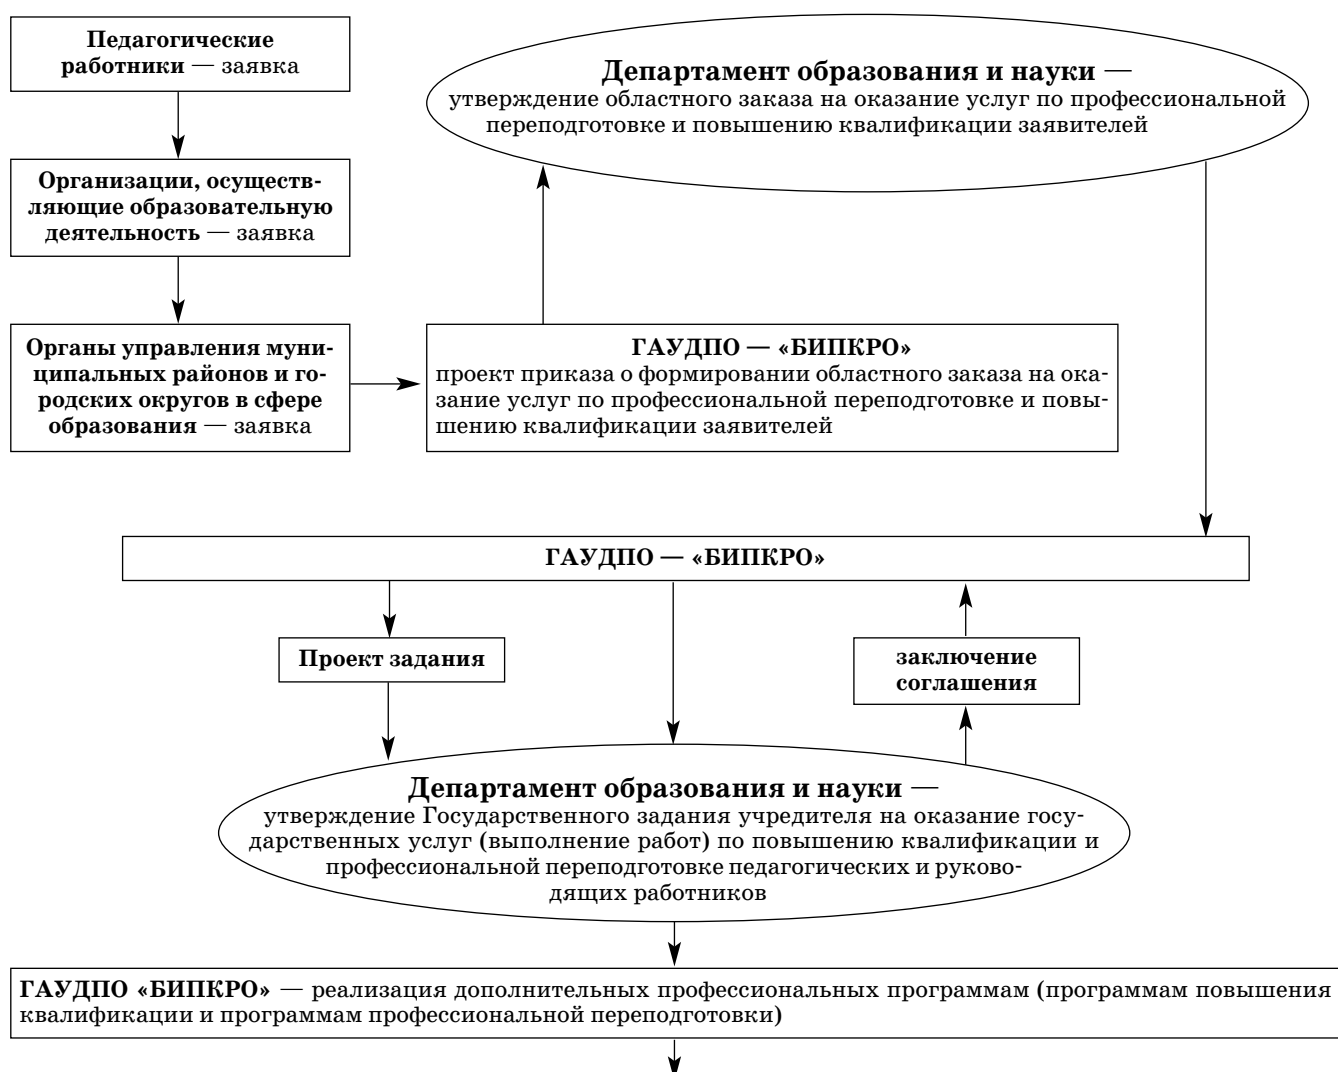 Педагогические
работники — заявка
Организации, осуществ-
ляющие образовательную
деятельность — заявка
Органы управления муни-
ципальных районов и го-
родских округов в сфере
образования — заявка
Департамент образования и науки —
утверждение областного заказа на оказание услуг по профессиональной
переподготовке и повышению квалификации заявителей
ГАУДПО — «БИПКРО»
проект приказа о формировании областного заказа на ока-
зание услуг по профессиональной переподготовке и повы-
шению квалификации заявителей
ГАУДПО — «БИПКРО»
Проект задания
заключение
соглашения
Департамент образования и науки —
утверждение Государственного задания учредителя на оказание госу-
дарственных услуг (выполнение работ) по повышению квалификации и
профессиональной переподготовке педагогических и руково-
дящих работников
ГАУДПО «БИПКРО» — реализация дополнительных профессиональных программам (программам повышения
квалификации и программам профессиональной переподготовки)